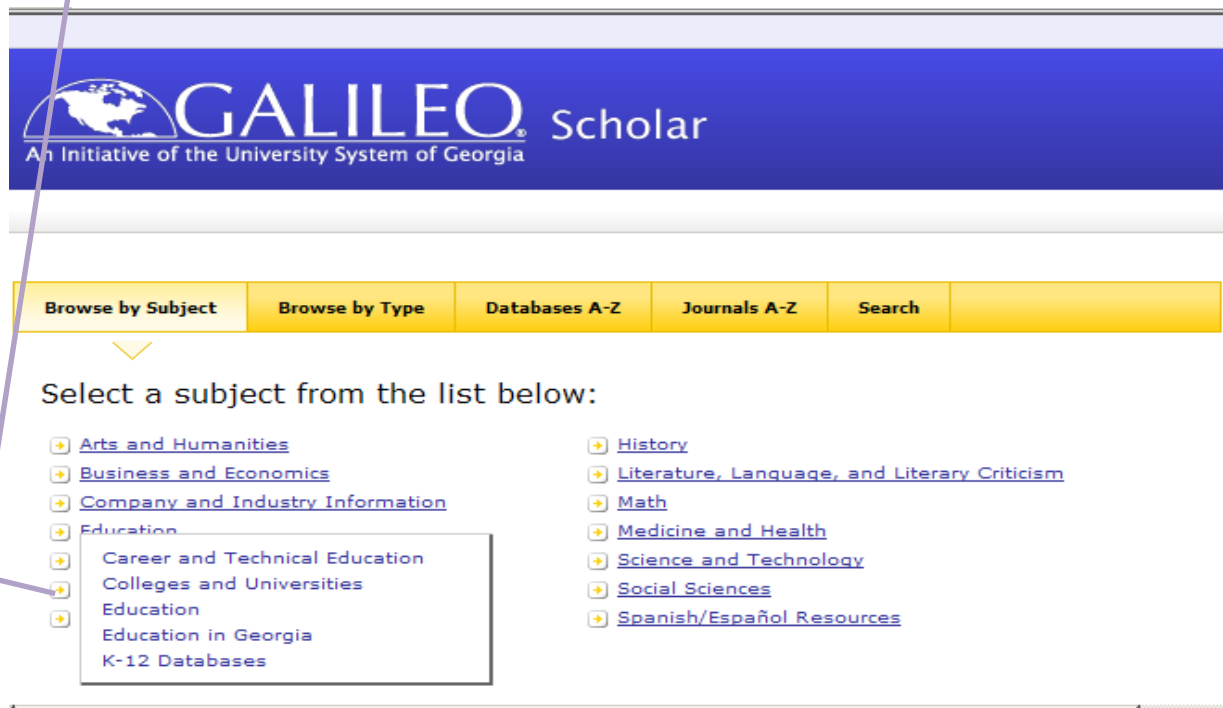 GALILEO® Scholar
An Initiative of the University System of Georgia
Browse by Subject Browse by Type Databases A-Z Journals A-Z Search
Select a subject from the list below:
Arts and Humanities
Business and Economics
Company and Industry Information
Education
Career and Technical Education
Colleges and Universities
Education
Education in Georgia
K-12 Databases
History
Literature, Language, and Literary Criticism
Math
Medicine and Health
Science and Technology
Social Sciences
Spanish/Español Resources